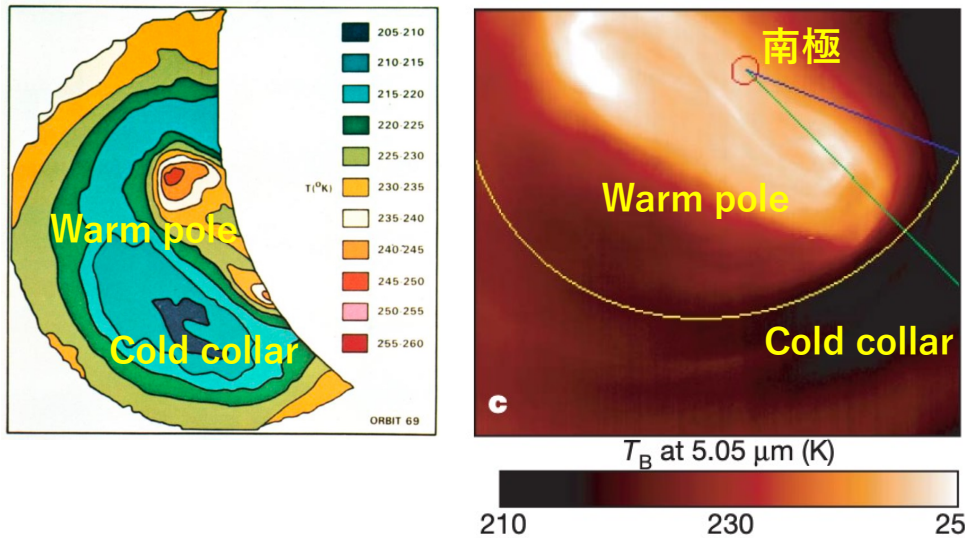 205-210
210-215
215-220
220-225
225-230
T(°K)
230-235
235-240
240-245
245-250
250-255
255-260
Warm pole
Cold collar
ORBIT 69
南極
Warm pole
Cold collar
c
T_B at 5.05 μm (K)
210 230 25